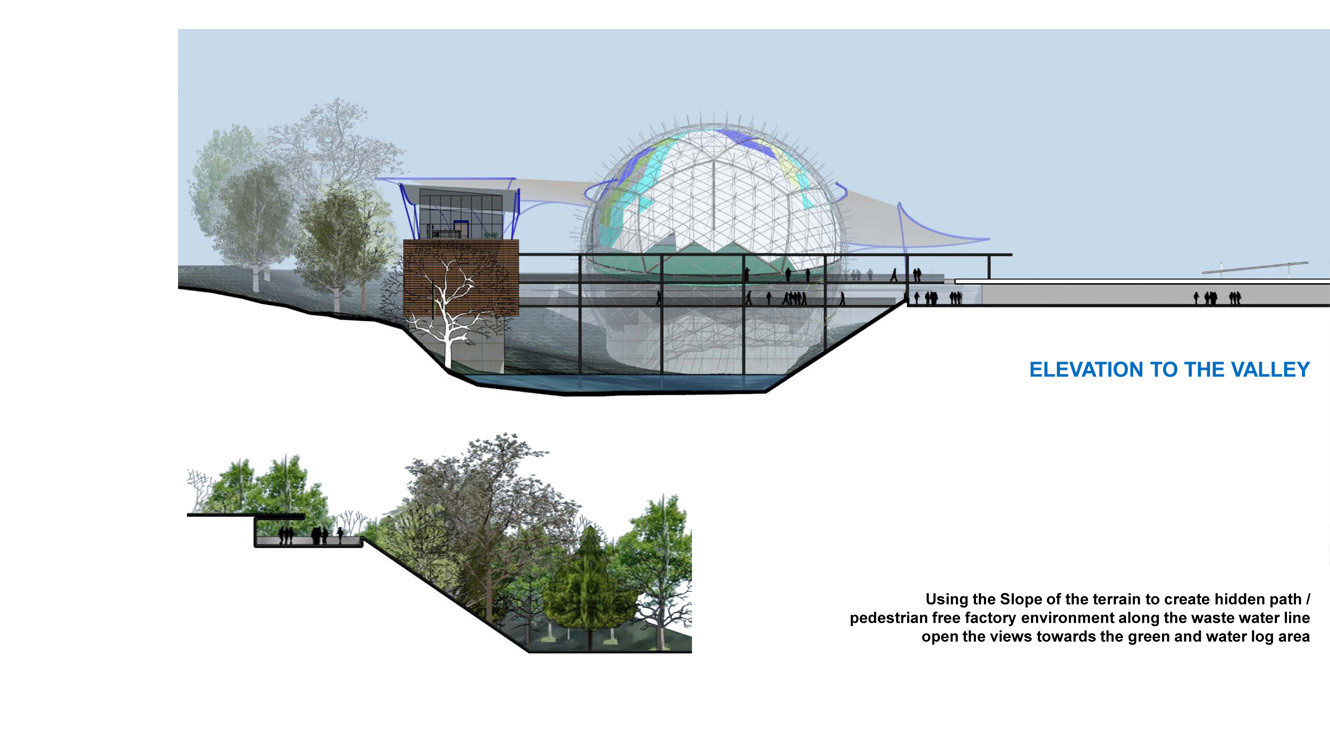 ELEVATION TO THE VALLEY
Using the Slope of the terrain to create hidden path /
pedestrian free factory environment along the waste water line
open the views towards the green and water log area